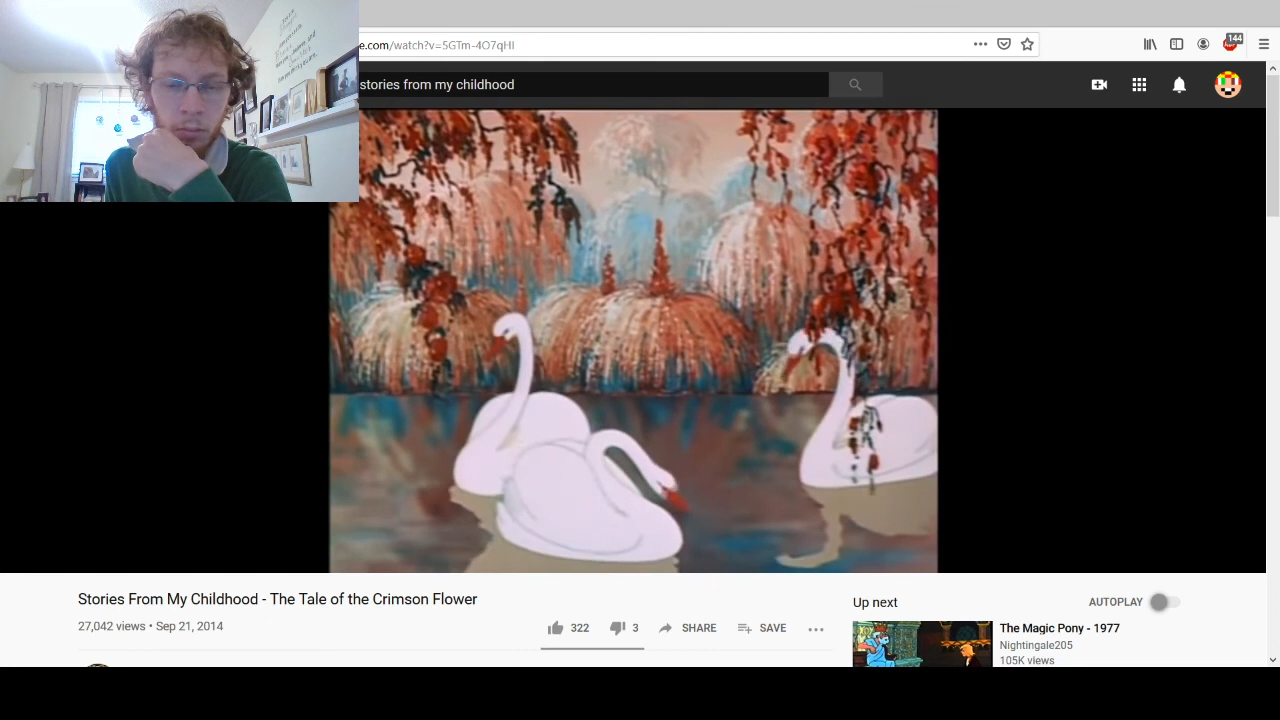 e.com/watch?v=5GTm-4O7qHI
144
stories from my childhood
Stories From My Childhood - The Tale of the Crimson Flower
27,042 views • Sep 21, 2014
322
3
SHARE
SAVE
Up next
AUTOPLAY
The Magic Pony - 1977
Nightingale205
105K views